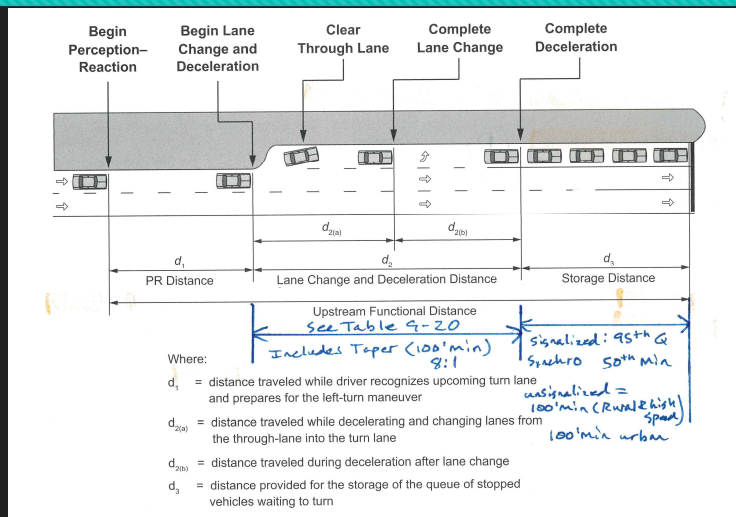 Begin Perception–Reaction
Begin Lane Change and Deceleration
Clear Through Lane
Complete Lane Change
Complete Deceleration
d2(a)
d2(b)
d1
d2
d3
PR Distance
Lane Change and Deceleration Distance
Storage Distance
Upstream Functional Distance
See Table 9-20
Includes Taper (100'min)
8:1
Signalized: 95th Q
Synchro 50th Min
unsignalized =
100'min (Rural & high
Speed)
100'min urban
Where:
d1 = distance traveled while driver recognizes upcoming turn lane
and prepares for the left-turn maneuver
d2(a) = distance traveled while decelerating and changing lanes from
the through-lane into the turn lane
d2(b) = distance traveled during deceleration after lane change
d3 = distance provided for the storage of the queue of stopped
vehicles waiting to turn